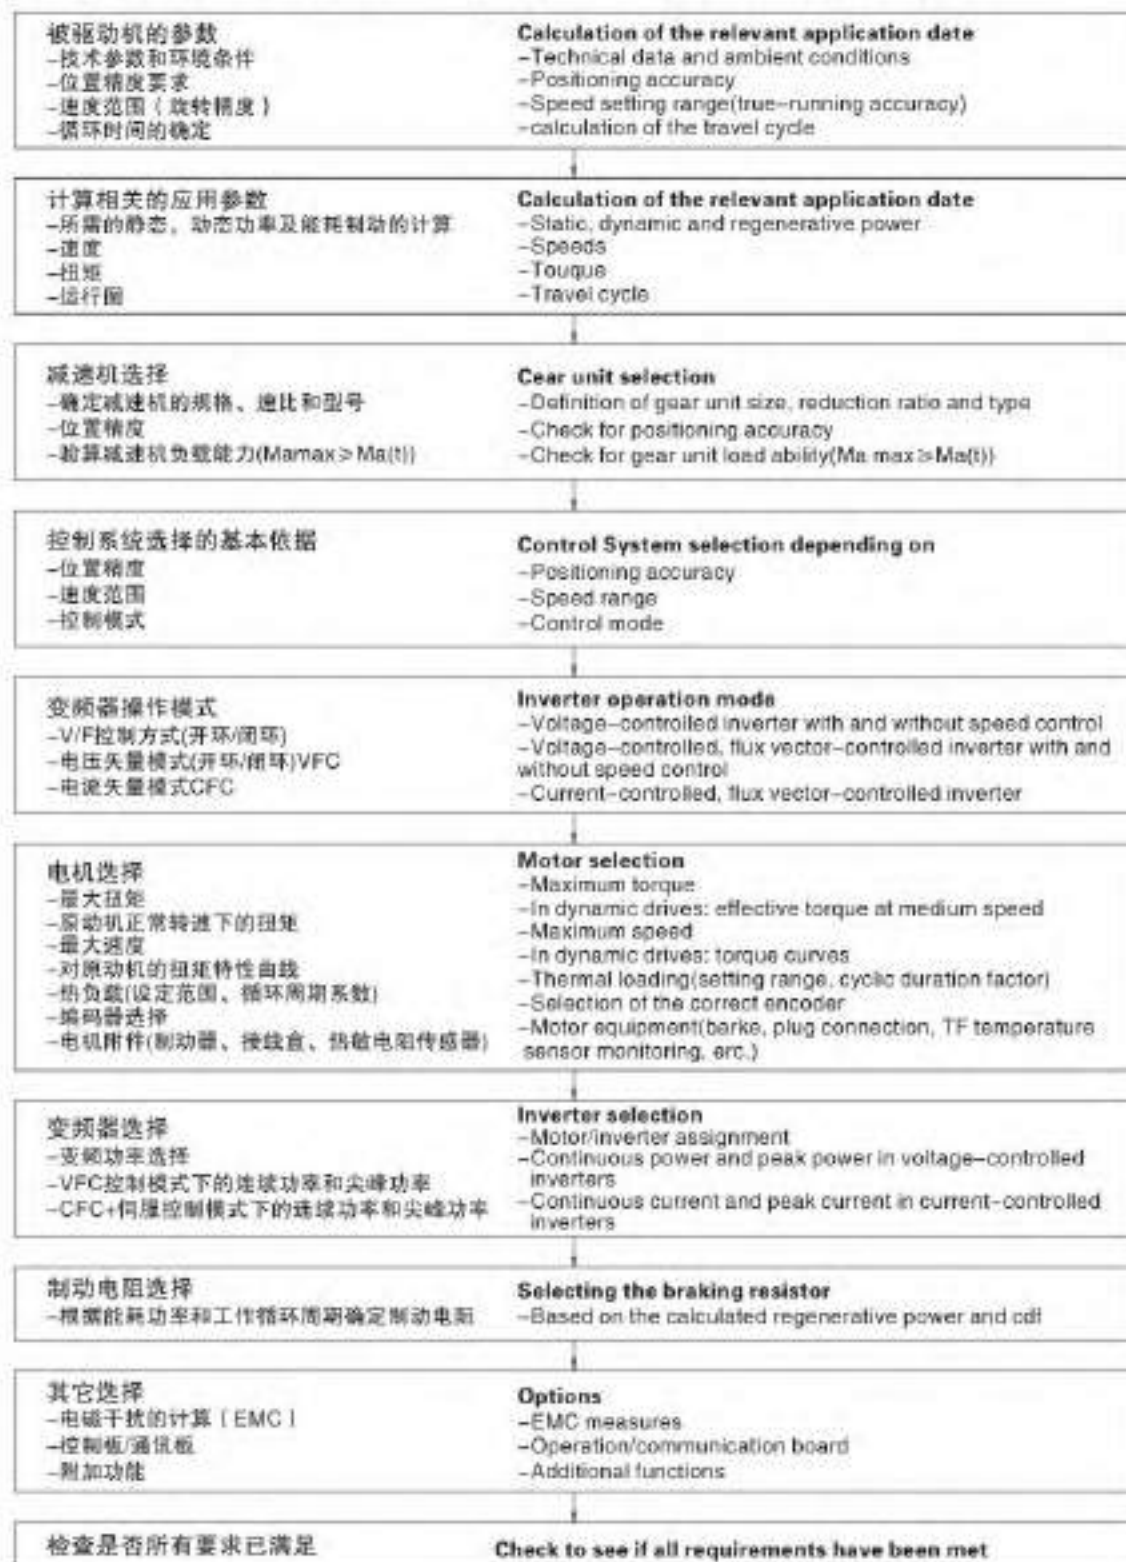 被驱动机的参数
-技术参数和环境条件
-位置精度要求
-速度范围（旋转精度）
-循环时间的确定
Calculation of the relevant application date
-Technical data and ambient conditions
-Positioning accuracy
-Speed setting range(true-running accuracy)
-calculation of the travel cycle
计算相关的应用参数
-所需的静态，动态功率及能耗制动的计算
-速度
-扭矩
-运行图
Calculation of the relevant application date
-Static, dynamic and regenerative power
-Speeds
-Touque
-Travel cycle
减速机选择
-确定减速机的规格、速比和型号
-位置精度
-验算减速机负载能力(Mamax≥Ma(t))
Cear unit selection
-Definition of gear unit size, reduction ratio and type
-Check for positioning accuracy
-Check for gear unit load ability(Ma max≥Ma(t))
控制系统选择的基本依据
-位置精度
-速度范围
-控制模式
Control System selection depending on
-Positioning accuracy
-Speed range
-Control mode
变频器操作模式
-V/F控制方式(开环/闭环)
-电压矢量模式(开环/闭环)VFC
-电流矢量模式CFC
Inverter operation mode
-Voltage-controlled inverter with and without speed control
-Voltage-controlled, flux vector-controlled inverter with and
without speed control
-Current-controlled, flux vector-controlled inverter
电机选择
-最大扭矩
-原动机正常转速下的扭矩
-最大速度
-对原动机的扭矩特性曲线
-热负载(设定范围、循环周期系数)
-编码器选择
-电机附件(制动器、接线盒、热敏电阻传感器)
Motor selection
-Maximum torque
-In dynamic drives: effective torque at medium speed
-Maximum speed
-In dynamic drives: torque curves
-Thermal loading(setting range, cyclic duration factor)
-Selection of the correct encoder
-Motor equipment(berke, plug connection, TF temperature
sensor monitoring, erc.)
变频器选择
-变频功率选择
-VFC控制模式下的连续功率和尖峰功率
-CFC+伺服控制模式下的连续功率和尖峰功率
Inverter selection
-Motor/inverter assignment
-Continuous power and peak power in voltage-controlled
inverters
-Continuous current and peak current in current-controlled
inverters
制动电阻选择
-根据能耗功率和工作循环周期确定制动电阻
Selecting the braking resistor
-Based on the calculated regenerative power and cdf
其它选择
-电磁干扰的计算（EMC）
-控制板/通讯板
-附加功能
Options
-EMC measures
-Operation/communication board
-Additional functions
检查是否所有要求已满足
Check to see if all requirements have been met